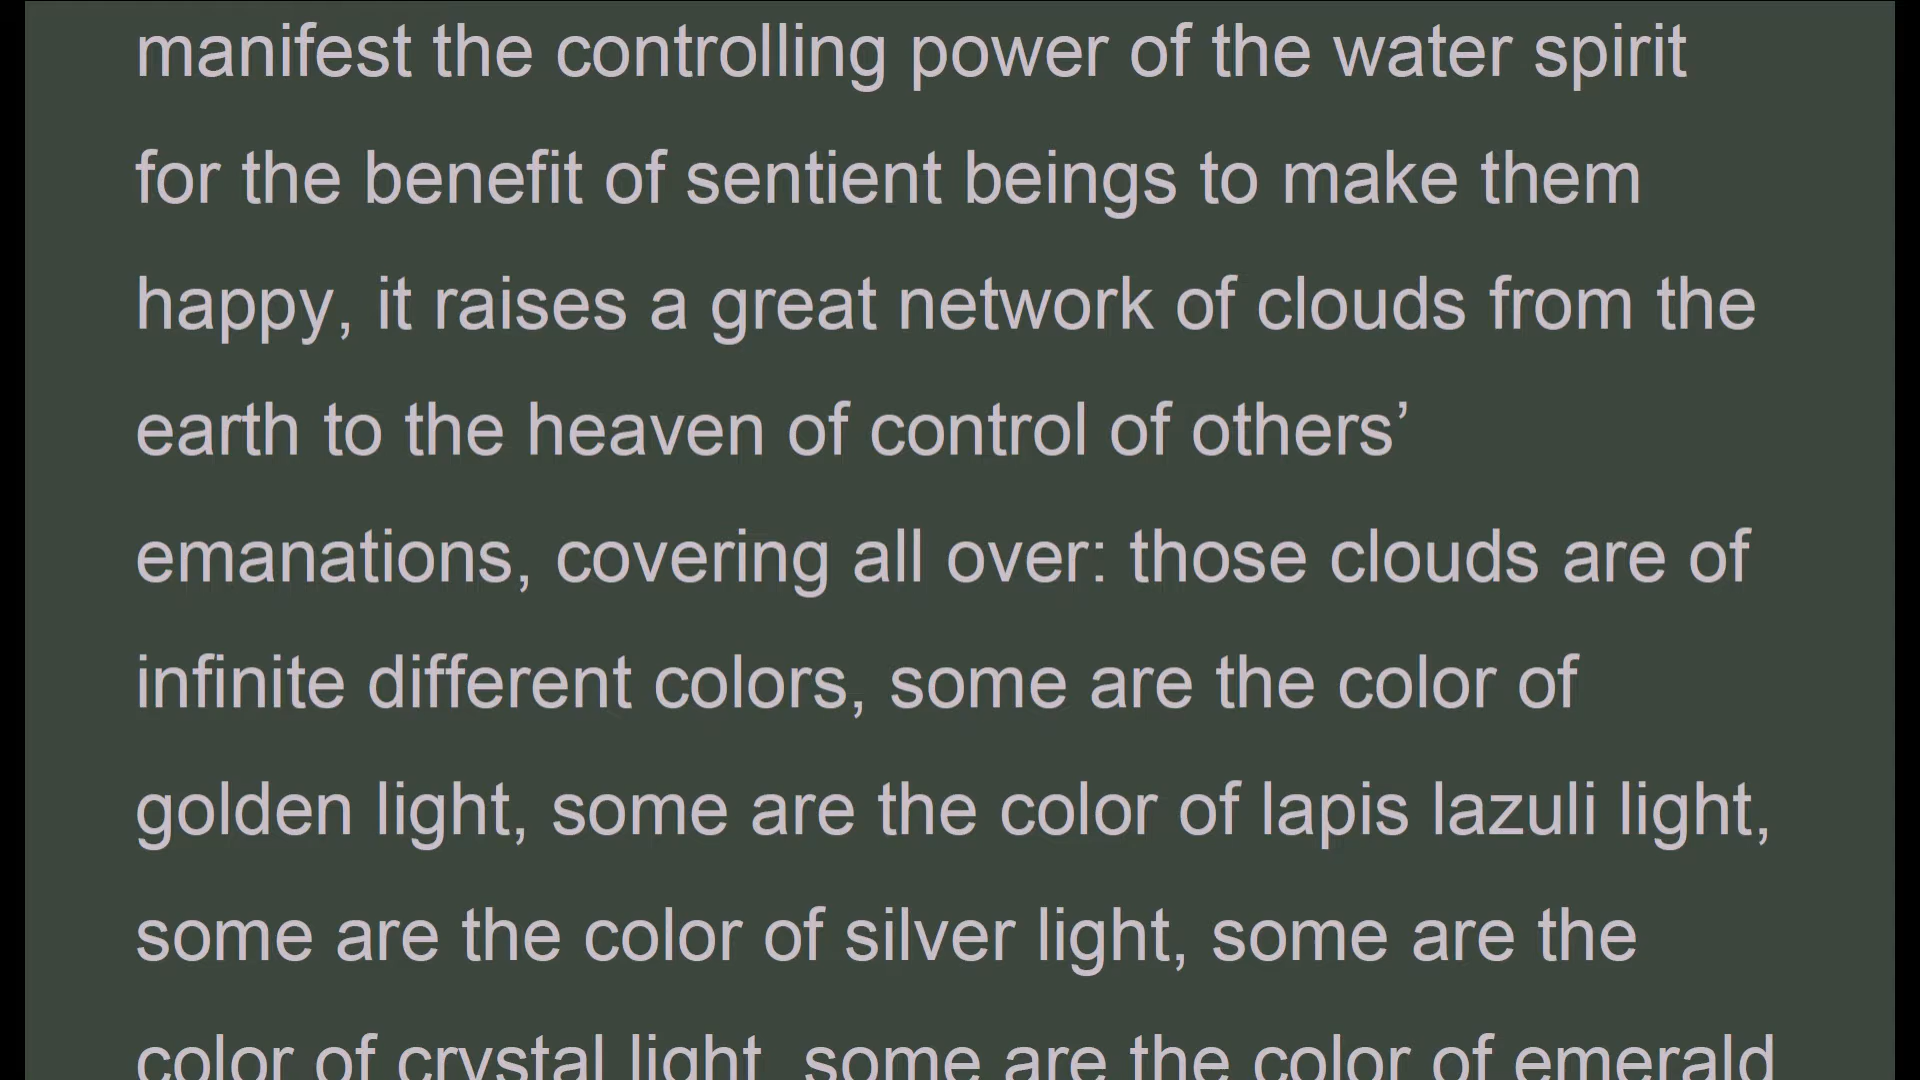 manifest the controlling power of the water spirit
for the benefit of sentient beings to make them
happy, it raises a great network of clouds from the
earth to the heaven of control of others’
emanations, covering all over: those clouds are of
infinite different colors, some are the color of
golden light, some are the color of lapis lazuli light,
some are the color of silver light, some are the
color of crystal light, some are the color of emerald